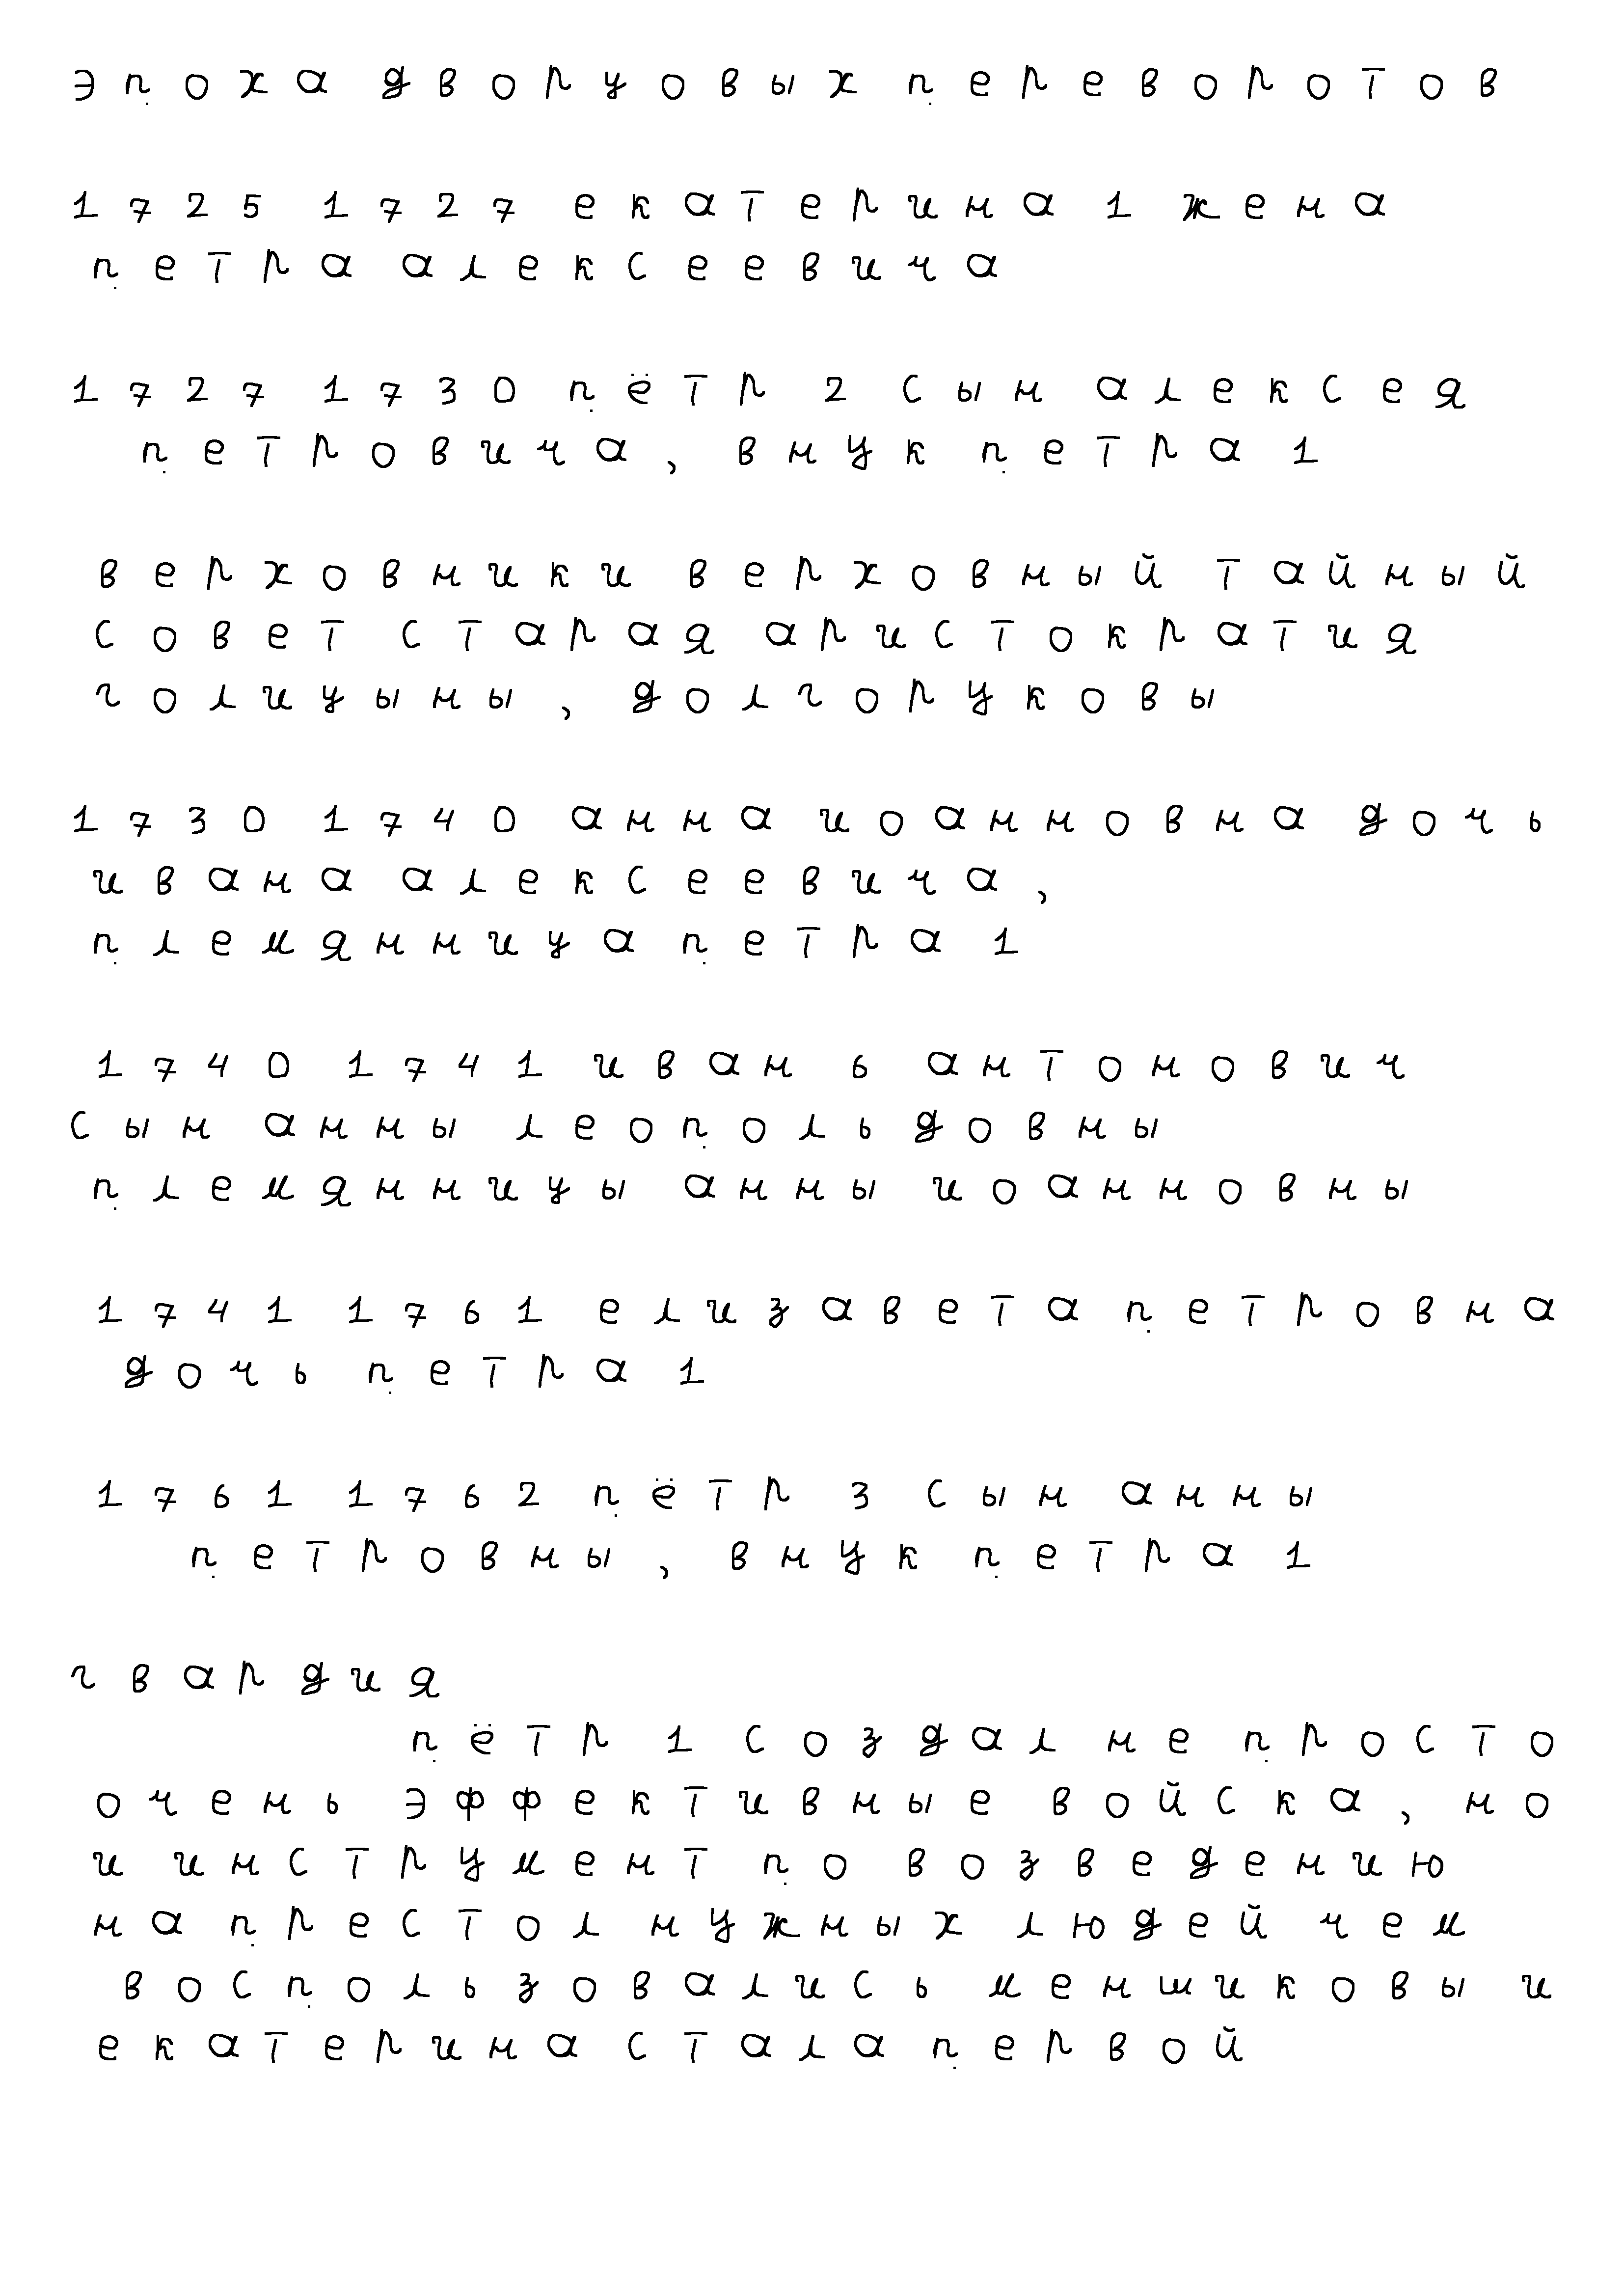 эпоха дворцовых переворотов
1725 1727 екатерина 1 жена
петра алексеевича
1727 1730 пётр 2 сын алексея
петровича, внук петра 1
верховники верховный тайный
совет старая аристократия
голицыны, долгоруковы
1730 1740 анна иоанновна дочь
ивана алексеевича,
племянница петра 1
1740 1741 иван 6 антонович
сын анны леопольдовны
племянницы анны иоанновны
1741 1761 елизавета петровна
дочь петра 1
1761 1762 пётр 3 сын анны
петровны, внук петра 1
гвардия
пётр 1 создал не просто
очень эффективные войска, но
и инструмент по возведению
на престол нужных людей чем
воспользовались меншиковы и
екатерина стала первой